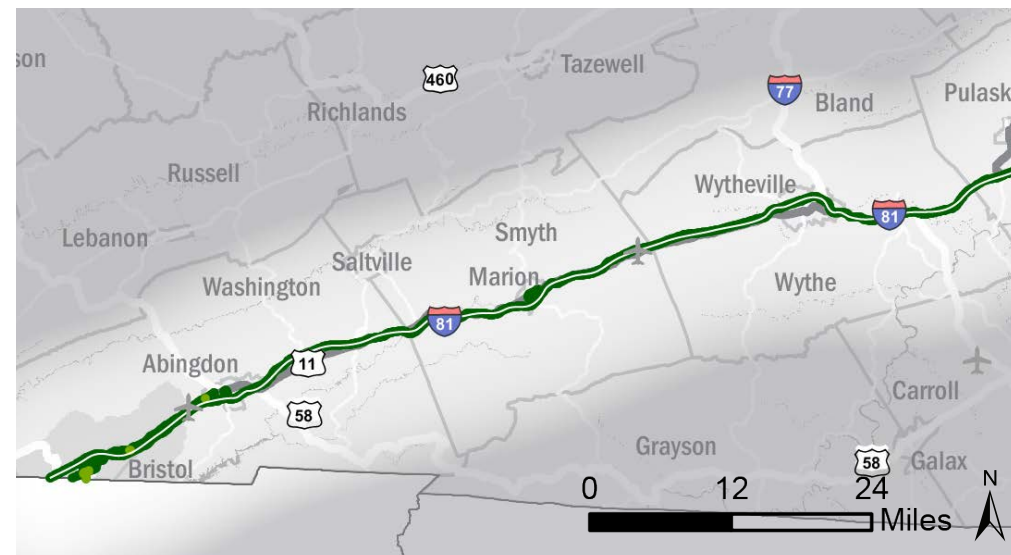 son
460
Tazewell
77
Bland
Pulask
Richlands
Russell
Wytheville
81
Lebanon
Smyth
Saltville
Washington
Marion
Wythe
81
Abingdon
11
58
Carroll
Grayson
58
Galax
Bristol
N
0 12 24
Miles